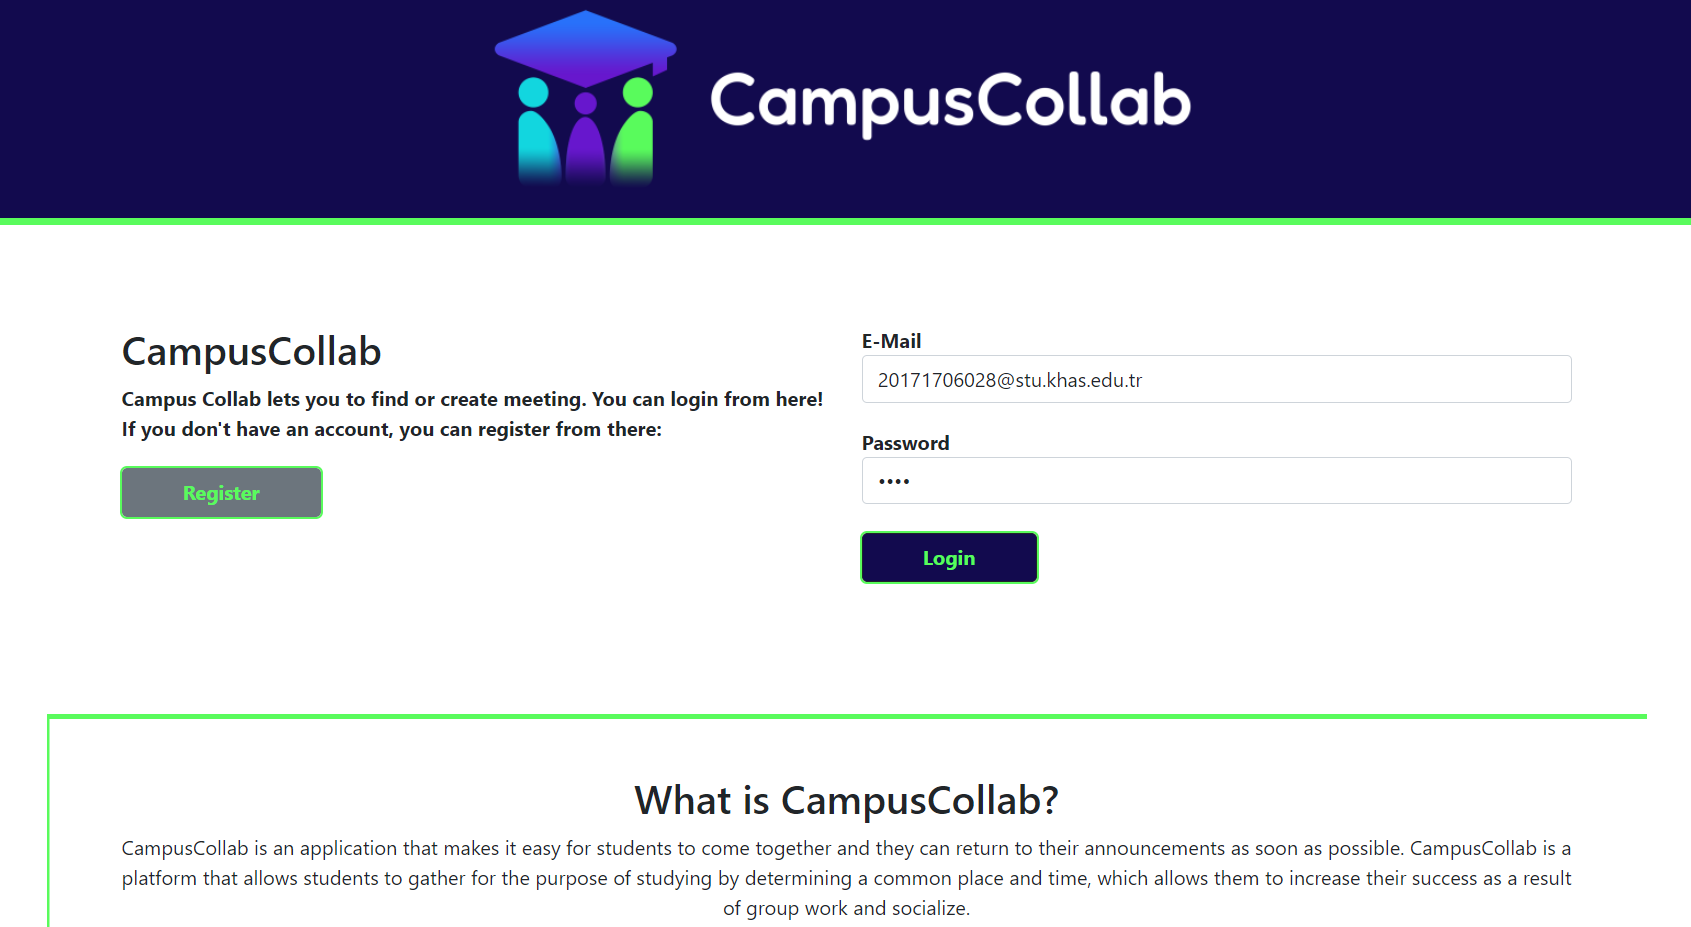 CampusCollab
CampusCollab
Campus Collab lets you to find or create meeting. You can login from here!
If you don't have an account, you can register from there:
Register
E-Mail
20171706028@stu.khas.edu.tr
Password
••••
Login
What is CampusCollab?
CampusCollab is an application that makes it easy for students to come together and they can return to their announcements as soon as possible. CampusCollab is a
platform that allows students to gather for the purpose of studying by determining a common place and time, which allows them to increase their success as a result
of group work and socialize.